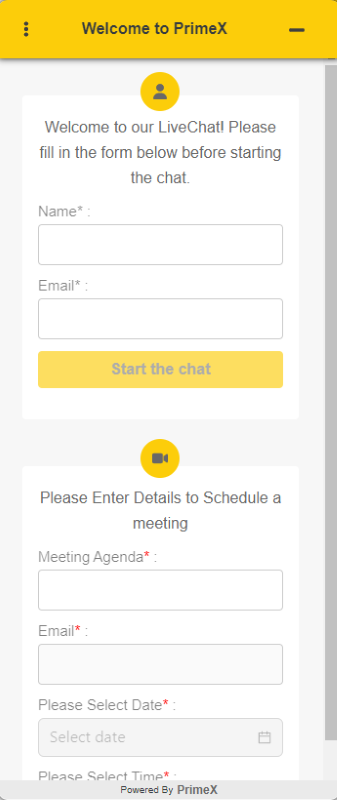 Welcome to PrimeX
Welcome to our LiveChat! Please
fill in the form below before starting
the chat.
Name* :
Email* :
Start the chat
Please Enter Details to Schedule a
meeting
Meeting Agenda* :
Email* :
Please Select Date* :
Select date
Please Select Time* :
Powered By PrimeX